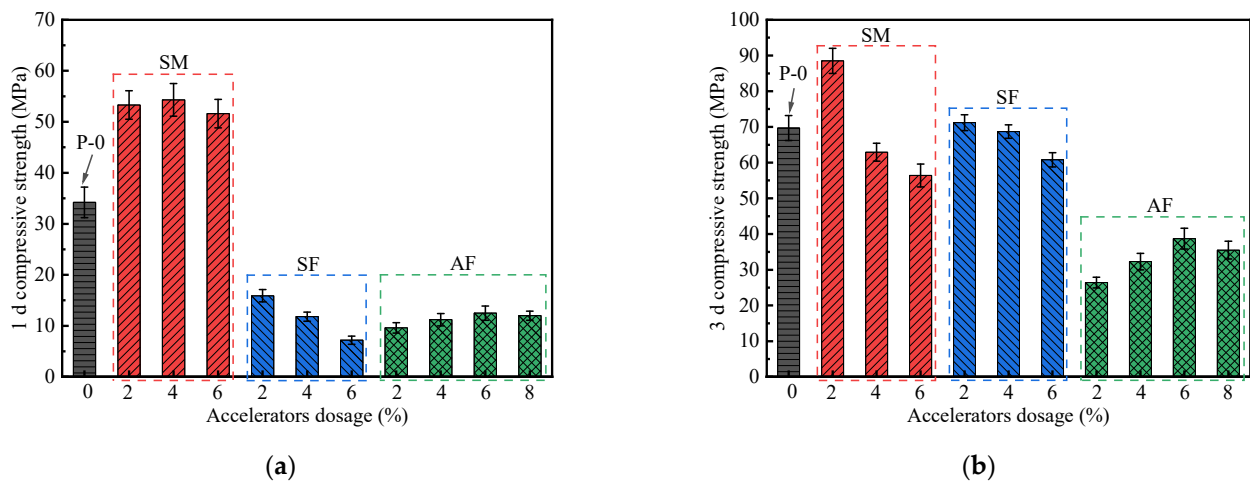 70
60
50
40
30
20
10
0
1 d compressive strength (MPa)
P-0
SM
SF
AF
0 2 4 6 2 4 6 2 4 6 8
Accelerators dosage (%)
(a)
100
90
80
70
60
50
40
30
20
10
0
3 d compressive strength (MPa)
P-0
SM
SF
AF
0 2 4 6 2 4 6 2 4 6 8
Accelerators dosage (%)
(b)